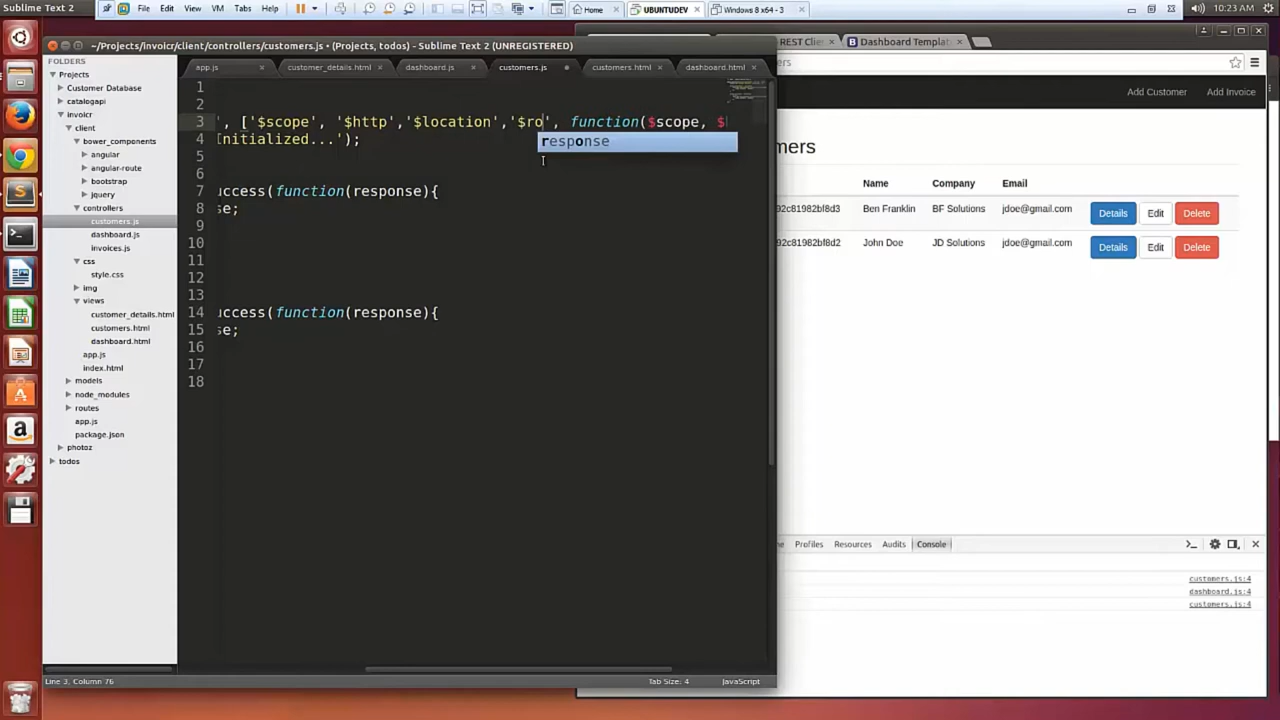 Sublime Text 2
File Edit View VM Tabs Help
Home
UBUNTUDEV
Windows 8 x64 - 3
10:23 AM
~/Projects/invoicr/client/controllers/customers.js • (Projects, todos) - Sublime Text 2 (UNREGISTERED)
REST Clie
Dashboard Templat
ers
FOLDERS
Projects
Customer Database
catalogapi
invoicr
client
bower_components
angular
angular-route
bootstrap
jquery
controllers
customers.js
dashboard.js
invoices.js
css
style.css
img
views
customer_details.html
customers.html
dashboard.html
app.js
index.html
models
node_modules
routes
app.js
package.json
photoz
todos
app.js
customer_details.html
dashboard.js
customers.js
customers.html
dashboard.html
1
2
3 ', ['$scope', '$http','$location','$ro', function($scope, $
4 Initialized...');
5
6
7 uccess(function(response){
8 se;
9
10
11
12
13
14 uccess(function(response){
15 se;
16
17
18
response
Line 3, Column 76
Tab Size: 4
JavaScript
Add Customer Add Invoice
omers
Name Company Email
92c81982bf8d3 Ben Franklin BF Solutions jdoe@gmail.com Details Edit Delete
92c81982bf8d2 John Doe JD Solutions jdoe@gmail.com Details Edit Delete
Profiles Resources Audits Console
customers.js:4
dashboard.js:4
customers.js:4